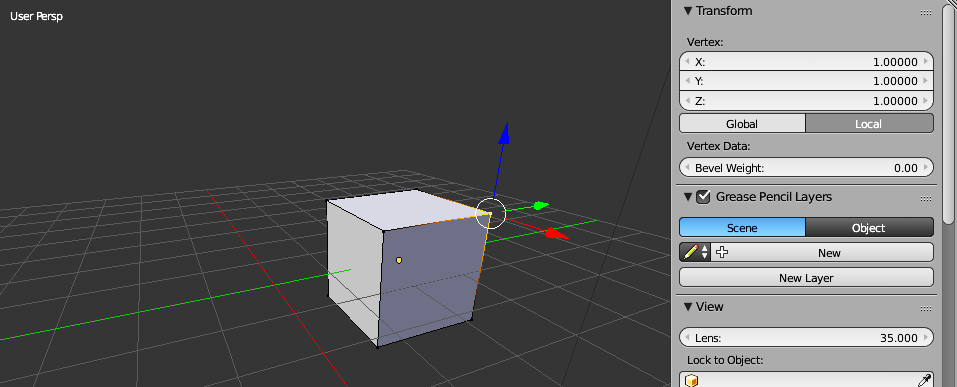 User Persp
Transform
Vertex:
X: 1.00000
Y: 1.00000
Z: 1.00000
Global Local
Vertex Data:
Bevel Weight: 0.00
Grease Pencil Layers
Scene Object
New
New Layer
View
Lens: 35.000
Lock to Object: